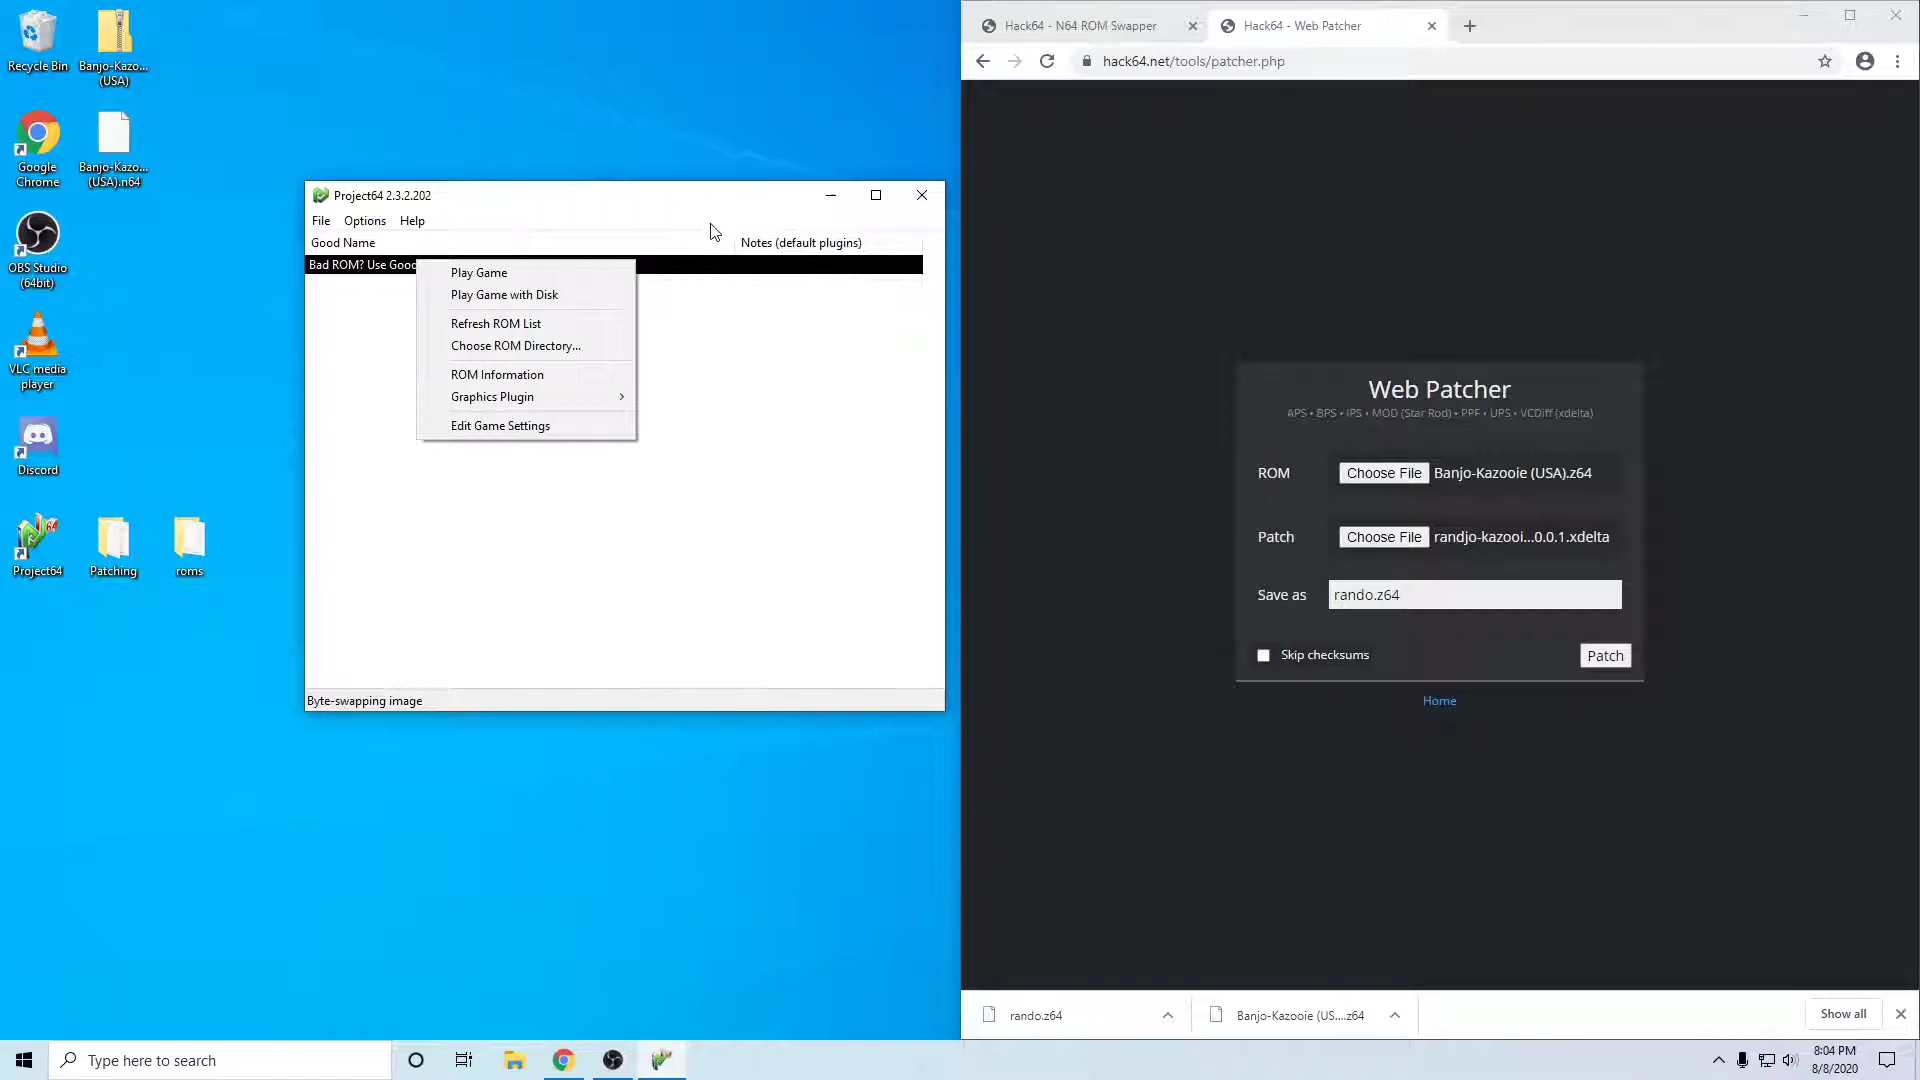 Recycle Bin
Banjo-Kazo...
(USA)
Google
Chrome
Banjo-Kazo...
(USA).n64
OBS Studio
(64bit)
VLC media
player
Discord
Project64
Patching
roms
Project64 2.3.2.202
File Options Help
Good Name
Notes (default plugins)
Bad ROM? Use Good
Play Game
Play Game with Disk
Refresh ROM List
Choose ROM Directory...
ROM Information
Graphics Plugin
Edit Game Settings
Byte-swapping image
Hack64 - N64 ROM Swapper
Hack64 - Web Patcher
hack64.net/tools/patcher.php
Web Patcher
APS • BPS • IPS • MOD (Star Rod) • PPF • UPS • VCDiff (xdelta)
ROM
Choose File Banjo-Kazooie (USA).z64
Patch
Choose File randjo-kazooi...0.0.1.xdelta
Save as
rando.z64
Skip checksums
Patch
Home
rando.z64
Banjo-Kazooie (US....z64
Show all
Type here to search
8:04 PM
8/8/2020